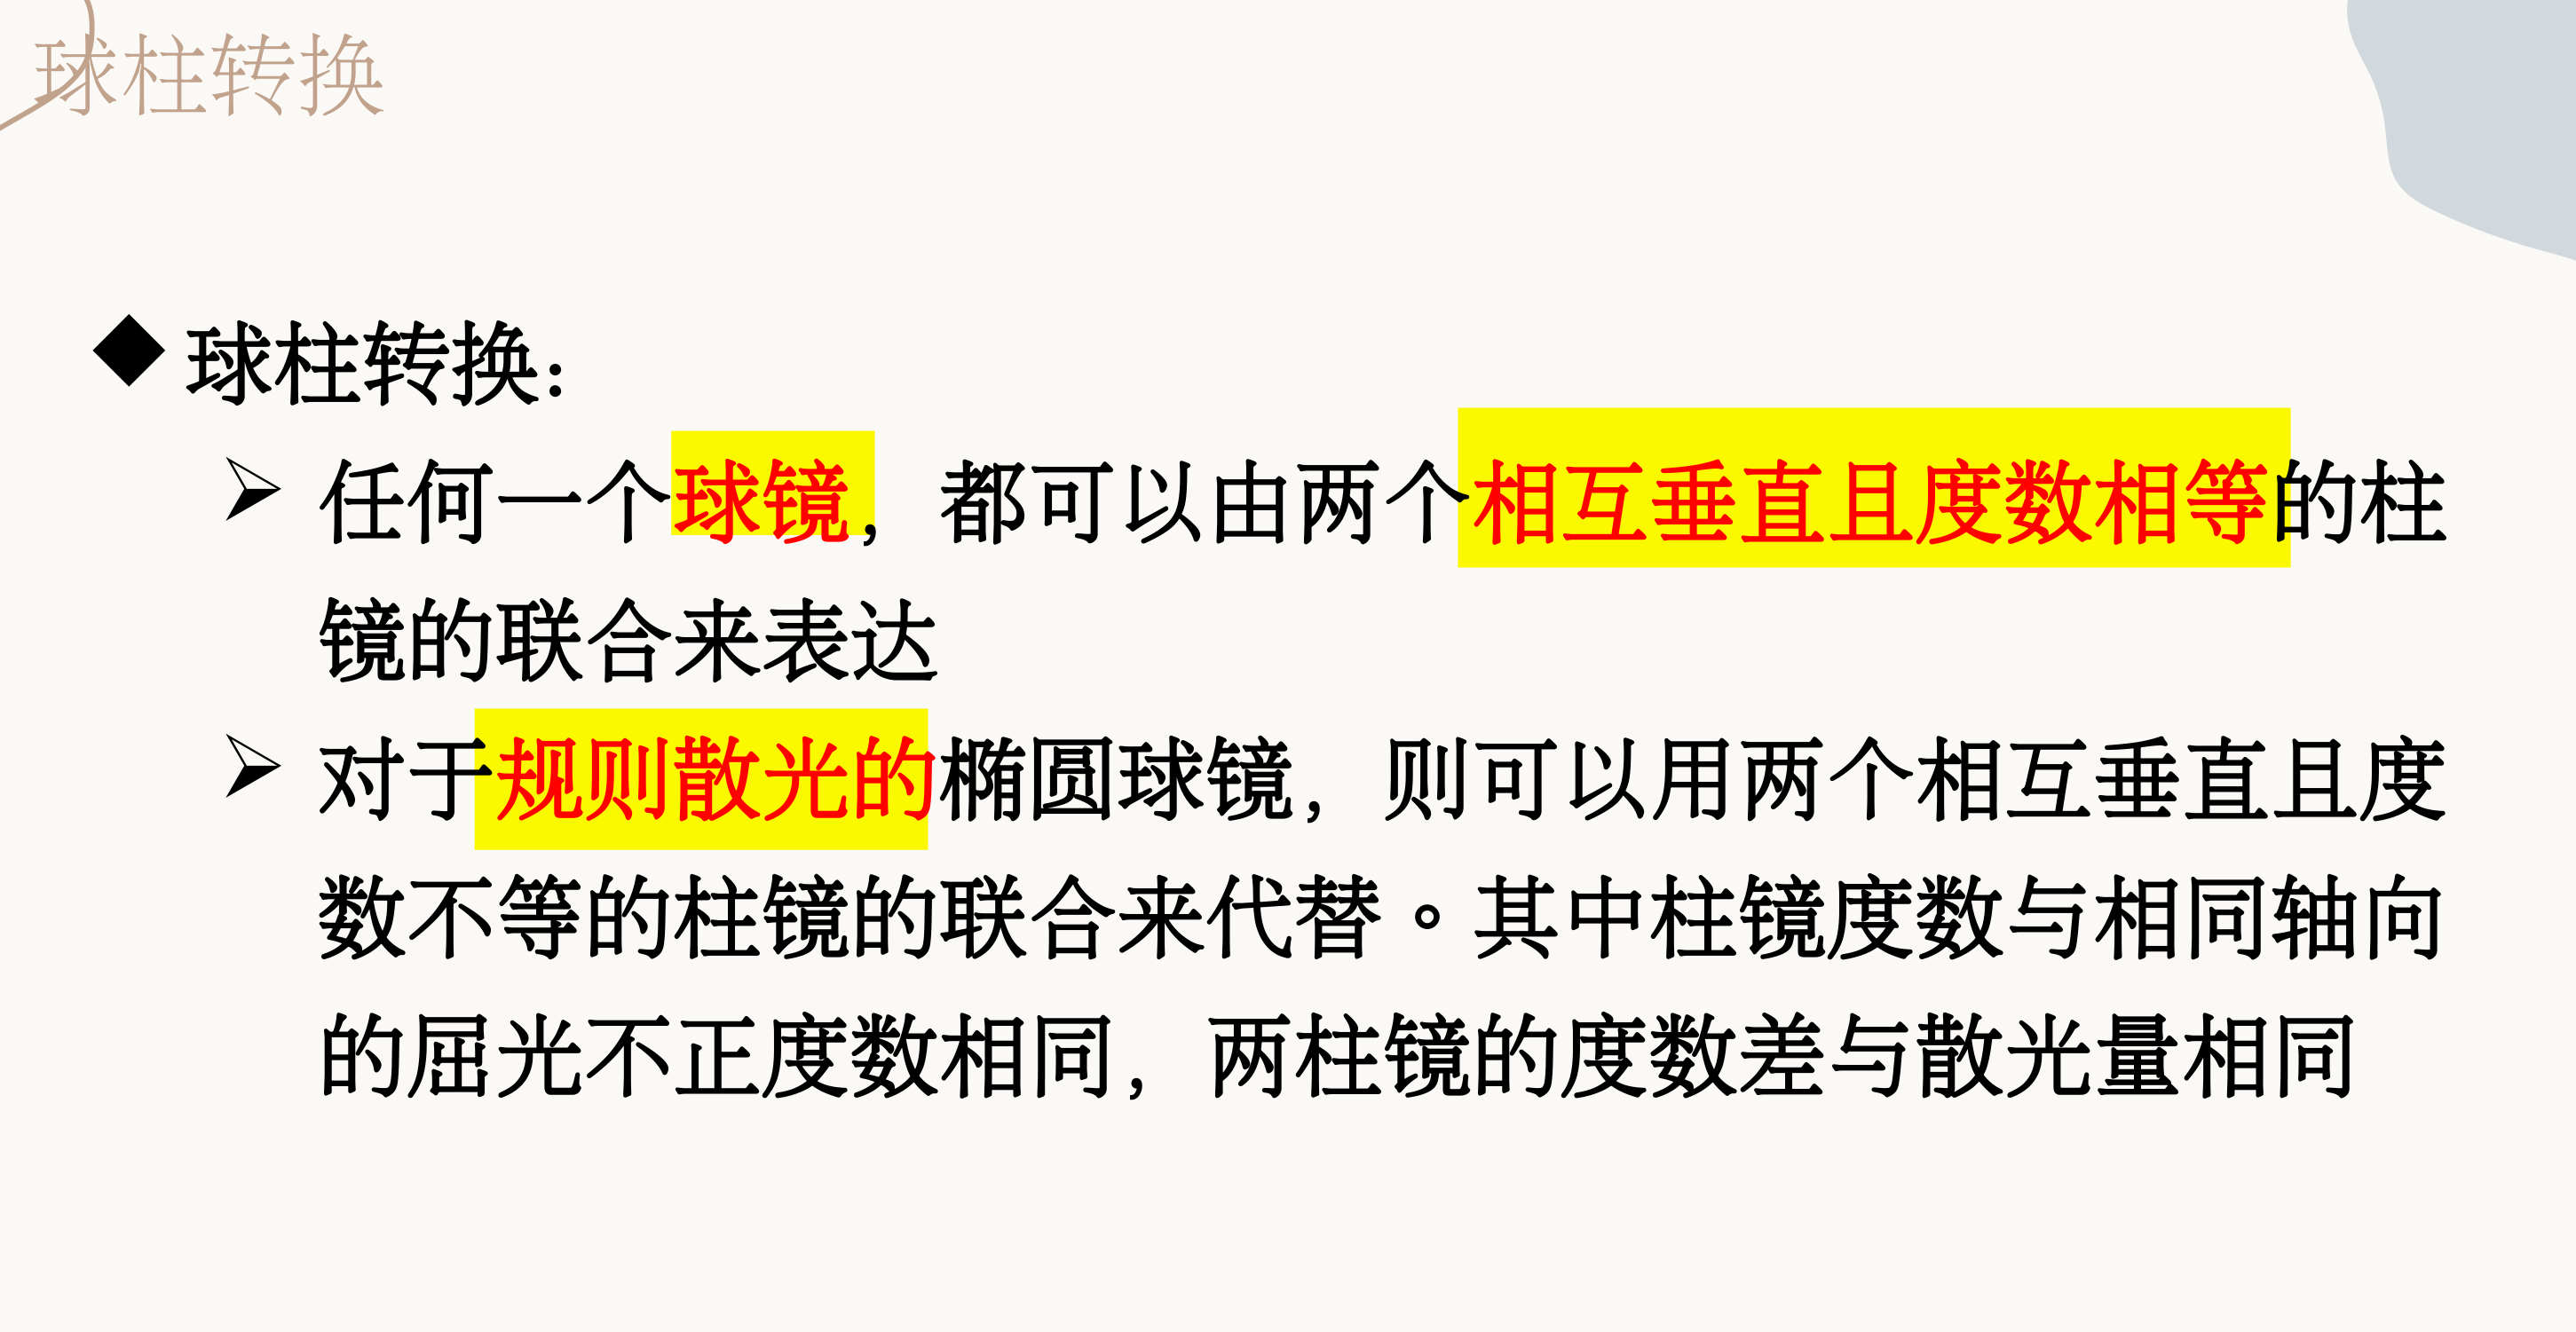 球柱转换
球柱转换:
任何一个球镜，都可以由两个相互垂直且度数相等的柱
镜的联合来表达
对于规则散光的椭圆球镜，则可以用两个相互垂直且度
数不等的柱镜的联合来代替。其中柱镜度数与相同轴向
的屈光不正度数相同，两柱镜的度数差与散光量相同